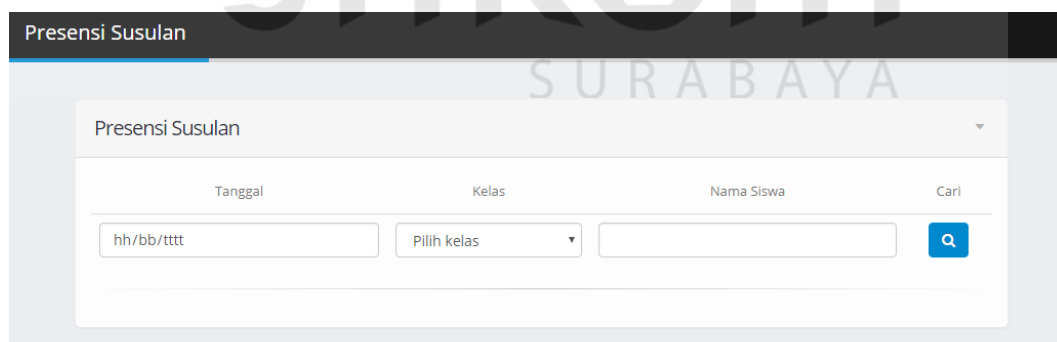 Presensi Susulan
SURABAYA
Presensi Susulan
Tanggal Kelas Nama Siswa Cari
hh/bb/tttt Pilih kelas